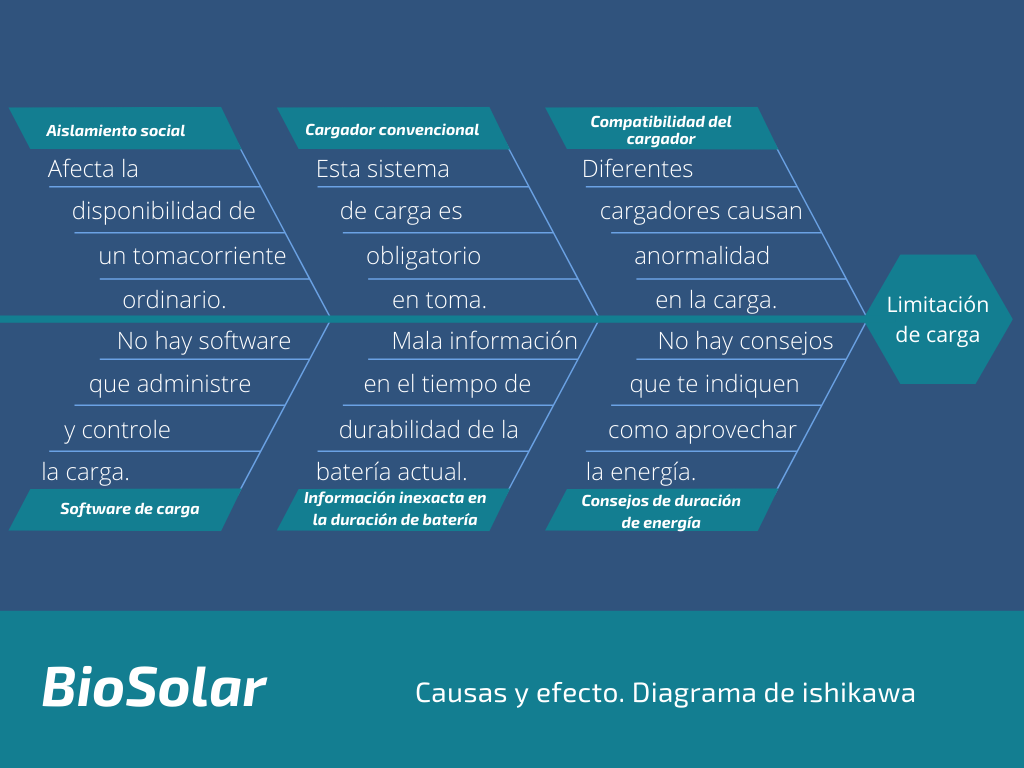 Aislamiento social
Afecta la
disponibilidad de
un tomacorriente
ordinario.
Cargador convencional
Esta sistema
de carga es
obligatorio
en toma.
Compatibilidad del
cargador
Diferentes
cargadores causan
anormalidad
en la carga.
Limitación
de carga
No hay software
que administre
y controle
la carga.
Software de carga
Mala información
en el tiempo de
durabilidad de la
batería actual.
Información inexacta en
la duración de batería
No hay consejos
que te indiquen
como aprovechar
la energía.
Consejos de duración
de energía
BioSolar
Causas y efecto. Diagrama de ishikawa